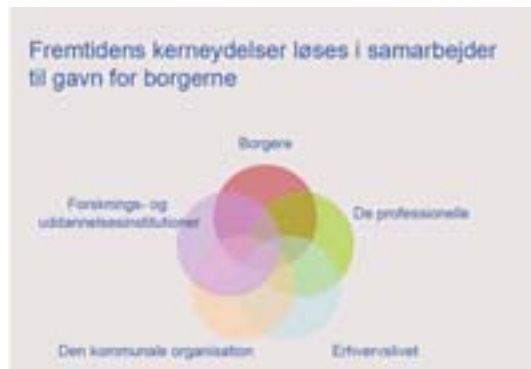 Fremtidens kerneydelser løses i samarbejder
til gavn for borgerne
Borgere
Forsknings- og
uddannelsesinstitutioner
De professionelle
Den kommunale organisation
Erhvervslivet